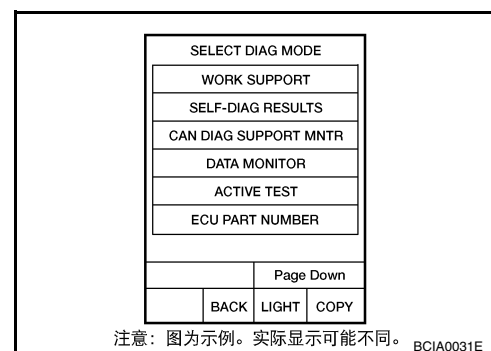 SELECT DIAG MODE
WORK SUPPORT
SELF-DIAG RESULTS
CAN DIAG SUPPORT MNTR
DATA MONITOR
ACTIVE TEST
ECU PART NUMBER
Page Down
BACK LIGHT COPY
注意：图为示例。实际显示可能不同。 BCIA0031E